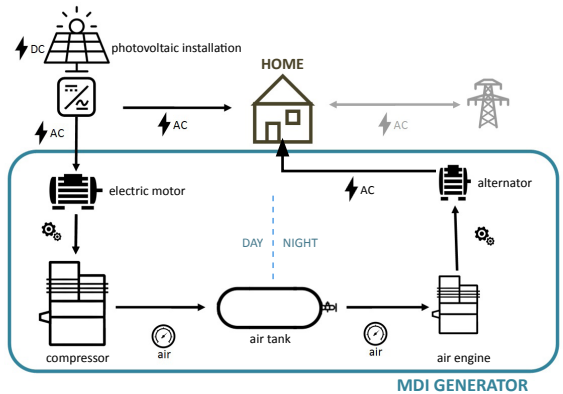 DC
photovoltaic installation
HOME
AC
AC
AC
electric motor
AC
alternator
DAY
NIGHT
compressor
air
air tank
air
air engine
MDI GENERATOR